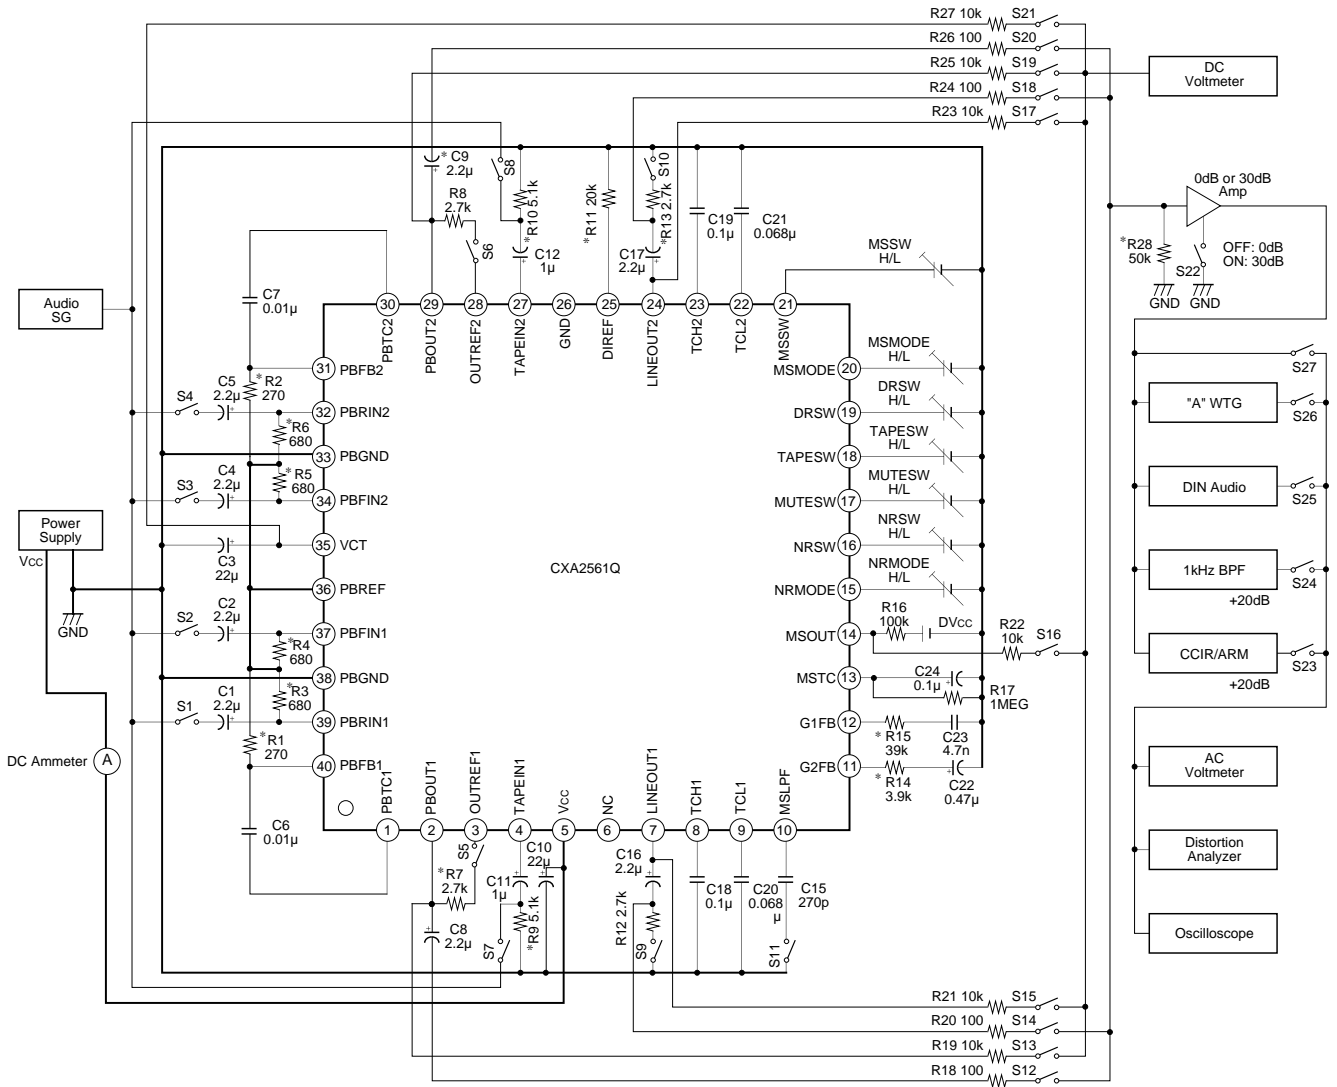 R27 10k S21
R26 100 S20
R25 10k S19
R24 100 S18
R23 10k S17
DC
Voltmeter
0dB or 30dB
Amp
*R28
50k
S22
OFF: 0dB
ON: 30dB
GND
GND
*C9
2.2µ
R8
2.7k
S6
S8
*R10 5.1k
C12
1µ
*R11 20k
S10
*R13 2.7k
C17
2.2µ
C19
0.1µ
C21
0.068µ
MSSW
H/L
Audio
SG
C7
0.01µ
30
29
28
27
26
25
24
23
22
21
PBTC2
PBOUT2
OUTREF2
TAPEIN2
GND
DIREF
LINEOUT2
TCH2
TCL2
MSSW
31 PBFB2
*R2
270
S4
C5
2.2µ
32 PBRIN2
*R6
680
33 PBGND
*R5
680
S3
C4
2.2µ
34 PBFIN2
35 VCT
C3
22µ
36 PBREF
S2
C2
2.2µ
37 PBFIN1
*R4
680
38 PBGND
*R3
680
S1
C1
2.2µ
39 PBRIN1
*R1
270
40 PBFB1
Power
Supply
VCC
GND
DC Ammeter A
CXA2561Q
MSMODE 20
MSMODE
H/L
DRSW 19
DRSW
H/L
TAPESW 18
TAPESW
H/L
MUTESW 17
MUTESW
H/L
NRSW 16
NRSW
H/L
NRMODE 15
NRMODE
H/L
MSOUT 14
R16
100k
DVCC
R22
10k
S16
MSTC 13
C24
0.1µ
R17
1MEG
G1FB 12
*R15
39k
C23
4.7n
G2FB 11
*R14
3.9k
C22
0.47µ
S27
"A" WTG
S26
DIN Audio
S25
1kHz BPF
+20dB
S24
CCIR/ARM
+20dB
S23
AC
Voltmeter
Distortion
Analyzer
Oscilloscope
PBTC1
PBOUT1
OUTREF1
TAPEIN1
VCC
NC
LINEOUT1
TCH1
TCL1
MSLPF
1
2
3
4
5
6
7
8
9
10
C6
0.01µ
S5
*R7
2.7k
C8
2.2µ
C11
1µ
C10
22µ
S7
*R9 5.1k
C16
2.2µ
R12 2.7k
S9
C18
0.1µ
C20
0.068
µ
C15
270p
S11
R21 10k S15
R20 100 S14
R19 10k S13
R18 100 S12